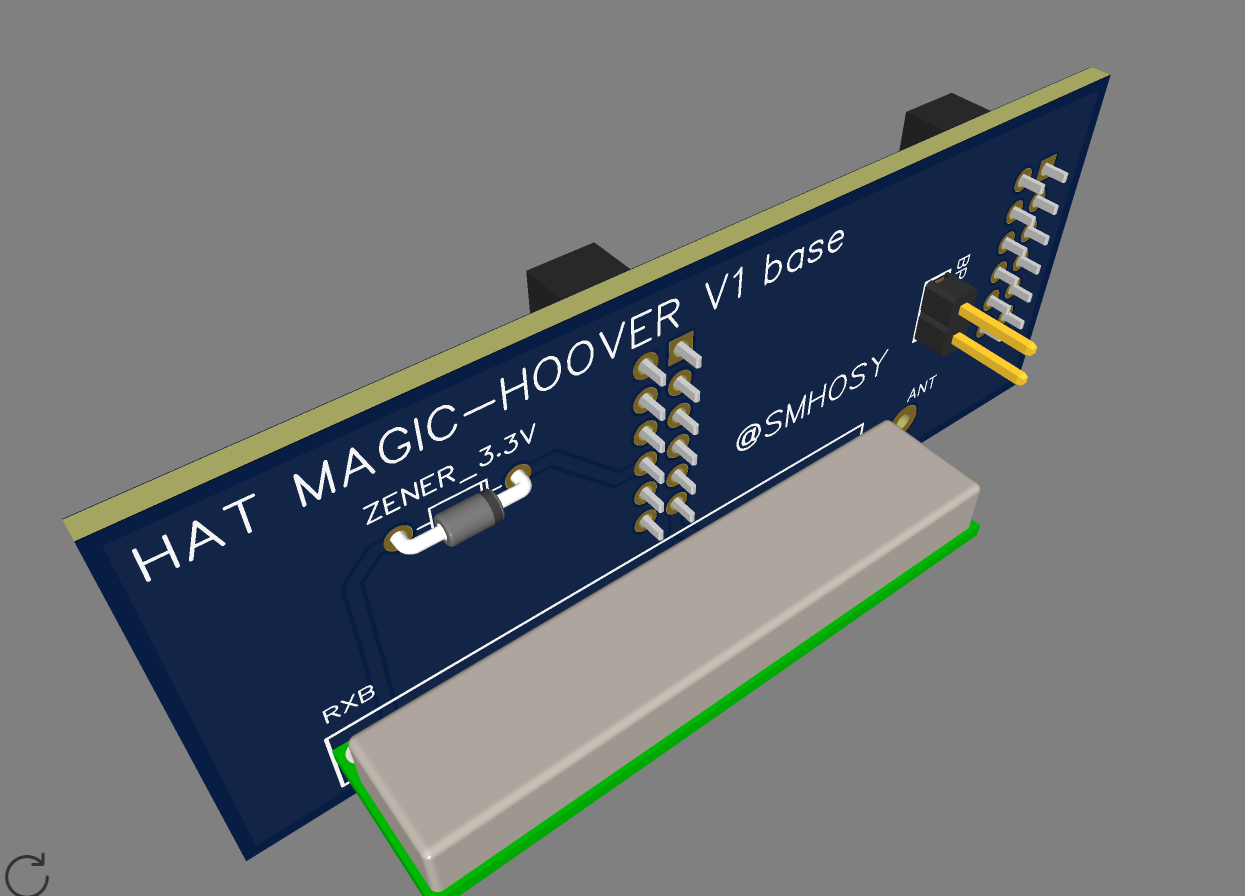 HAT MAGIC-HOOVER V1 base
ZENER_3.3V
@SMHOSY
BP
ANT
RXB